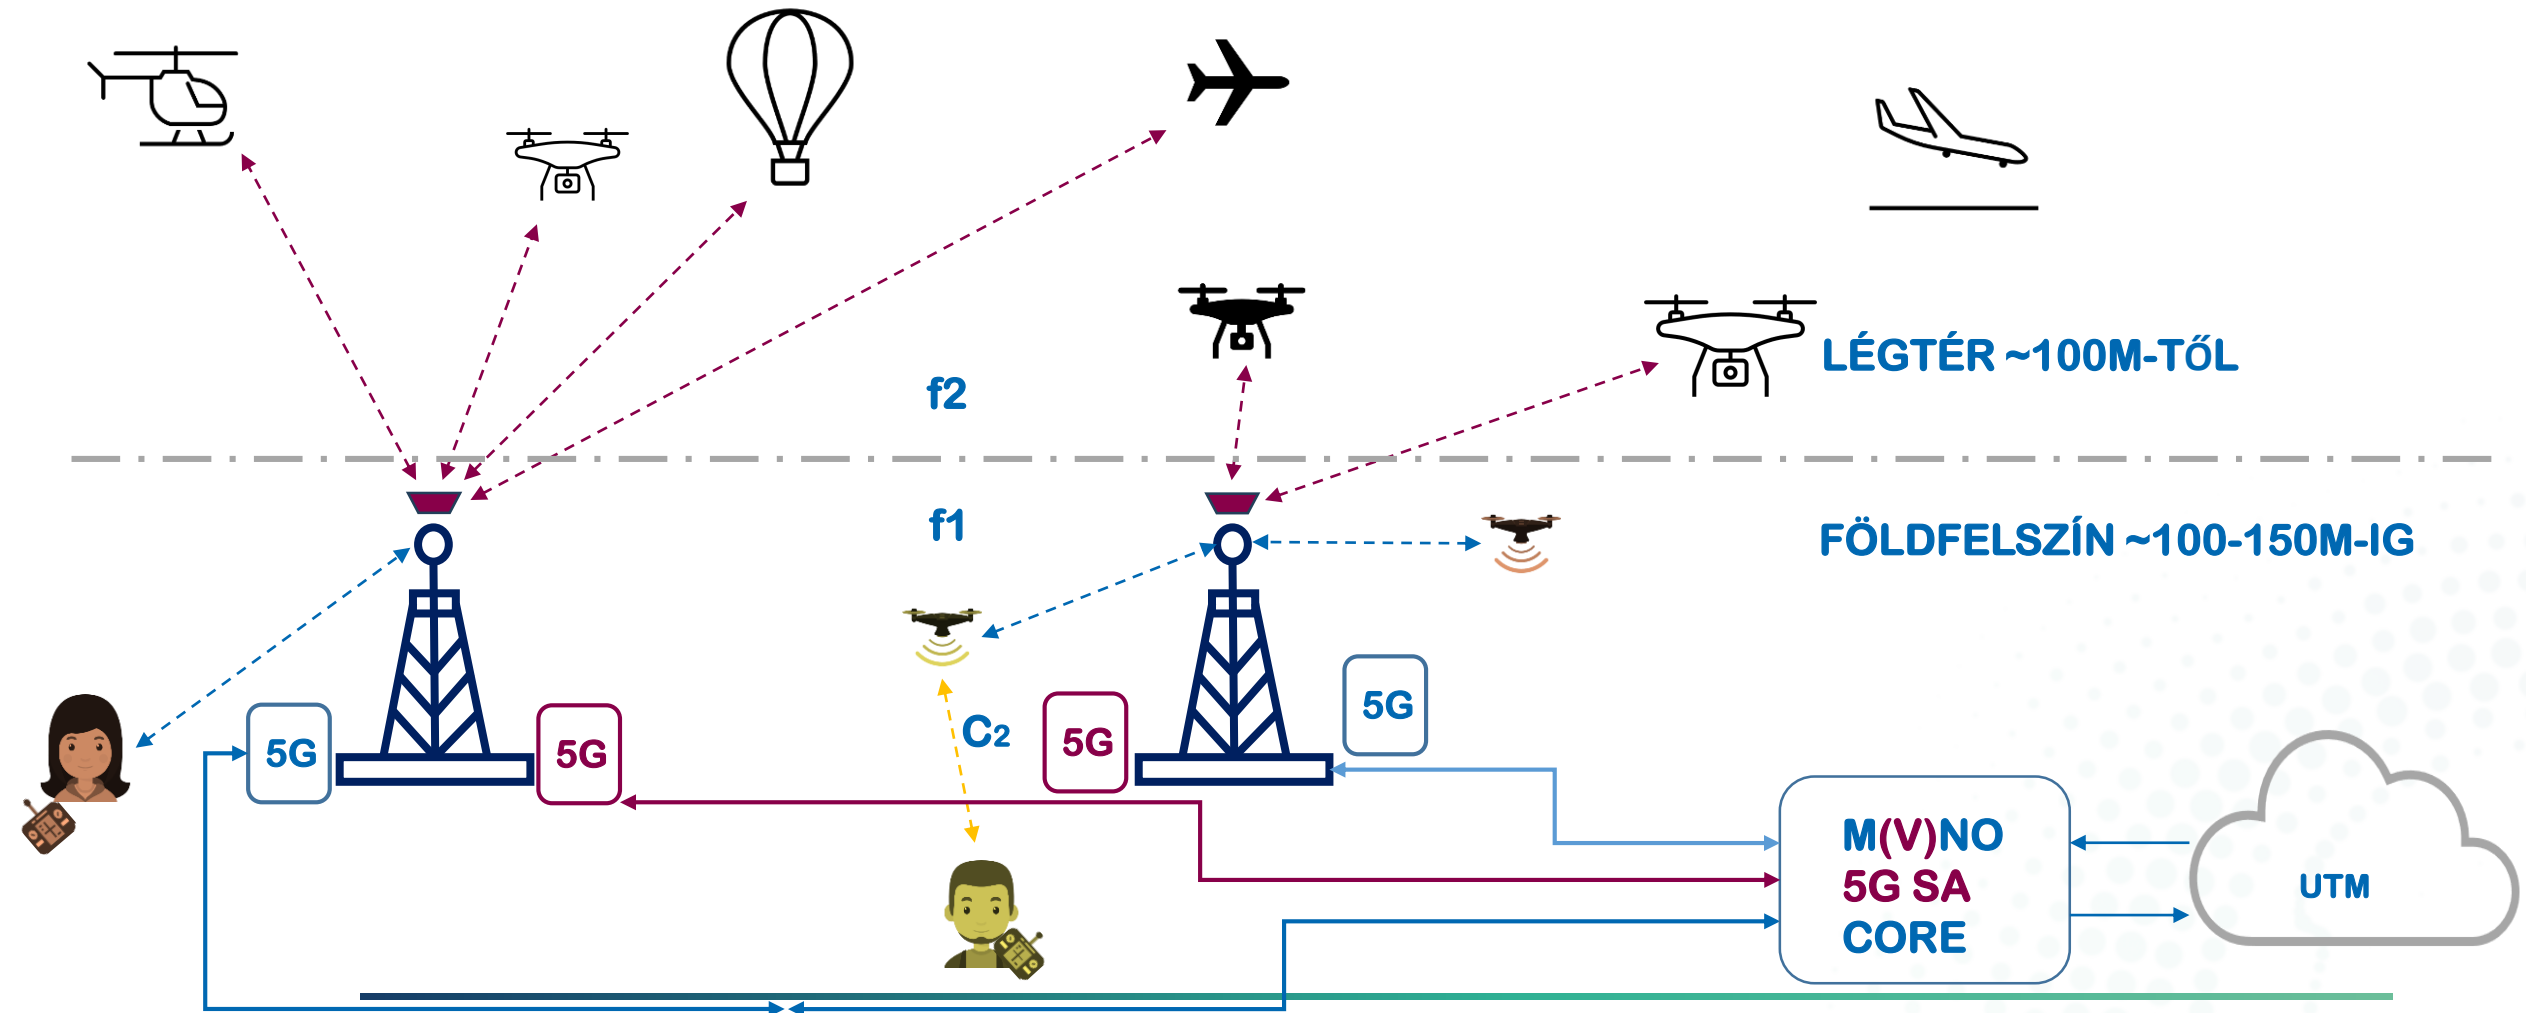 f2
LÉGTÉR ~100M-TŐL
f1
FÖLDFELSZÍN ~100-150M-IG
5G
5G
C2
5G
5G
M(V)NO
5G SA
CORE
UTM